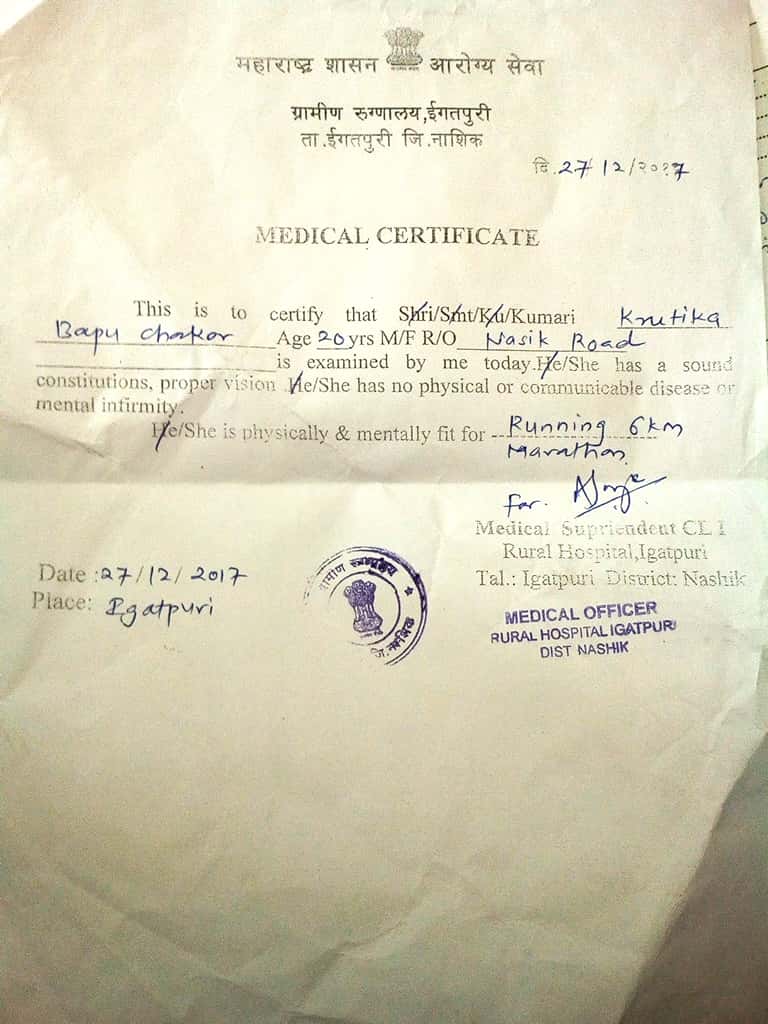 महाराष्ट्र शासन आरोग्य सेवा
ग्रामीण रुग्णालय,ईगतपुरी
ता.ईगतपुरी जि.नाशिक
दि.27/12/२०१7
MEDICAL CERTIFICATE
This is to certify that Shri/Smt/Ku/Kumari Krutika
Bapu Chakor Age 20 yrs M/F R/O Nasik Road
is examined by me today.He/She has a sound
constitutions, proper vision .He/She has no physical or communicable disease or
mental infirmity.
He/She is physically & mentally fit for Running 6km
Marathon
For.
Medical Supriendent CL I
Rural Hospital,Igatpuri
Tal.: Igatpuri District: Nashik
Date :27/12/2017
Place: Igatpuri
ग्रामीण रुग्णालय
जि.नाशिक
MEDICAL OFFICER
RURAL HOSPITAL IGATPURI
DIST NASHIK